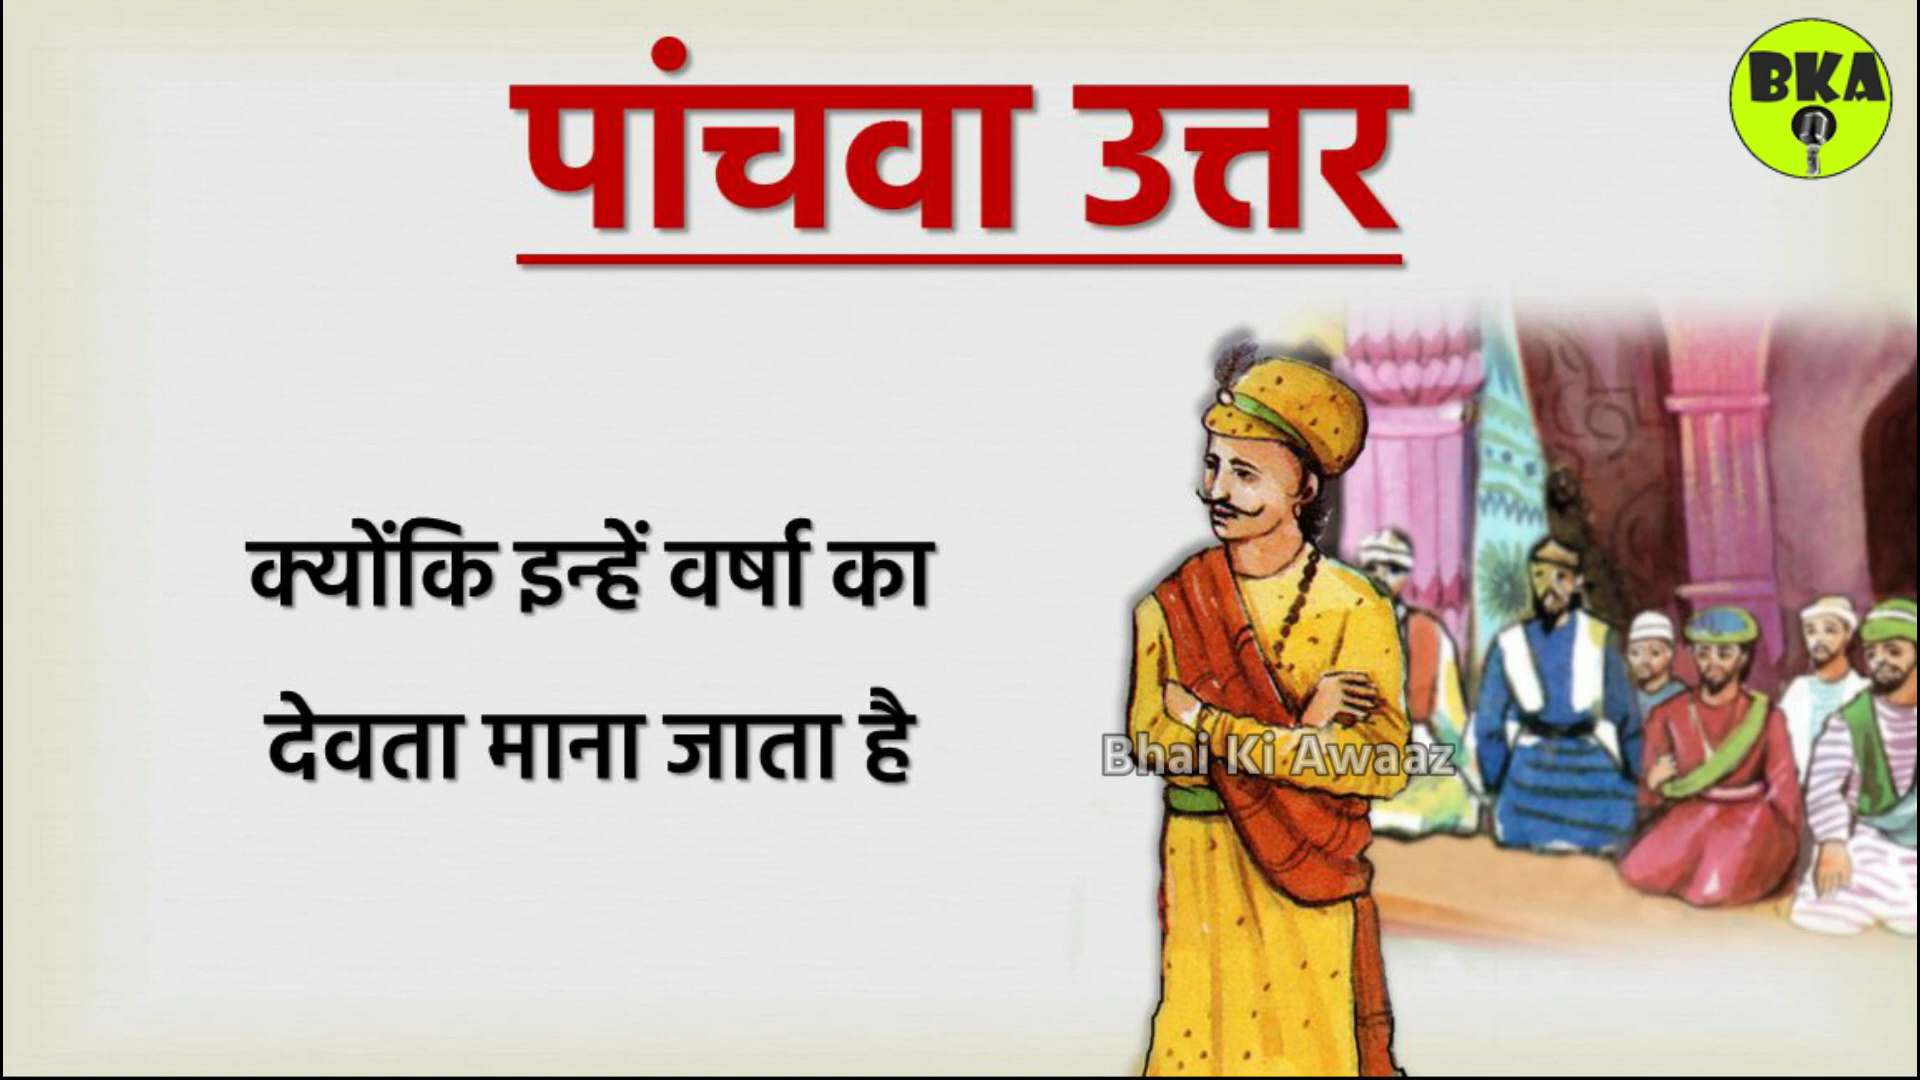 पांचवा उत्तर
BKA
क्योंकि इन्हें वर्षा का
देवता माना जाता है
Bhai Ki Awaaz